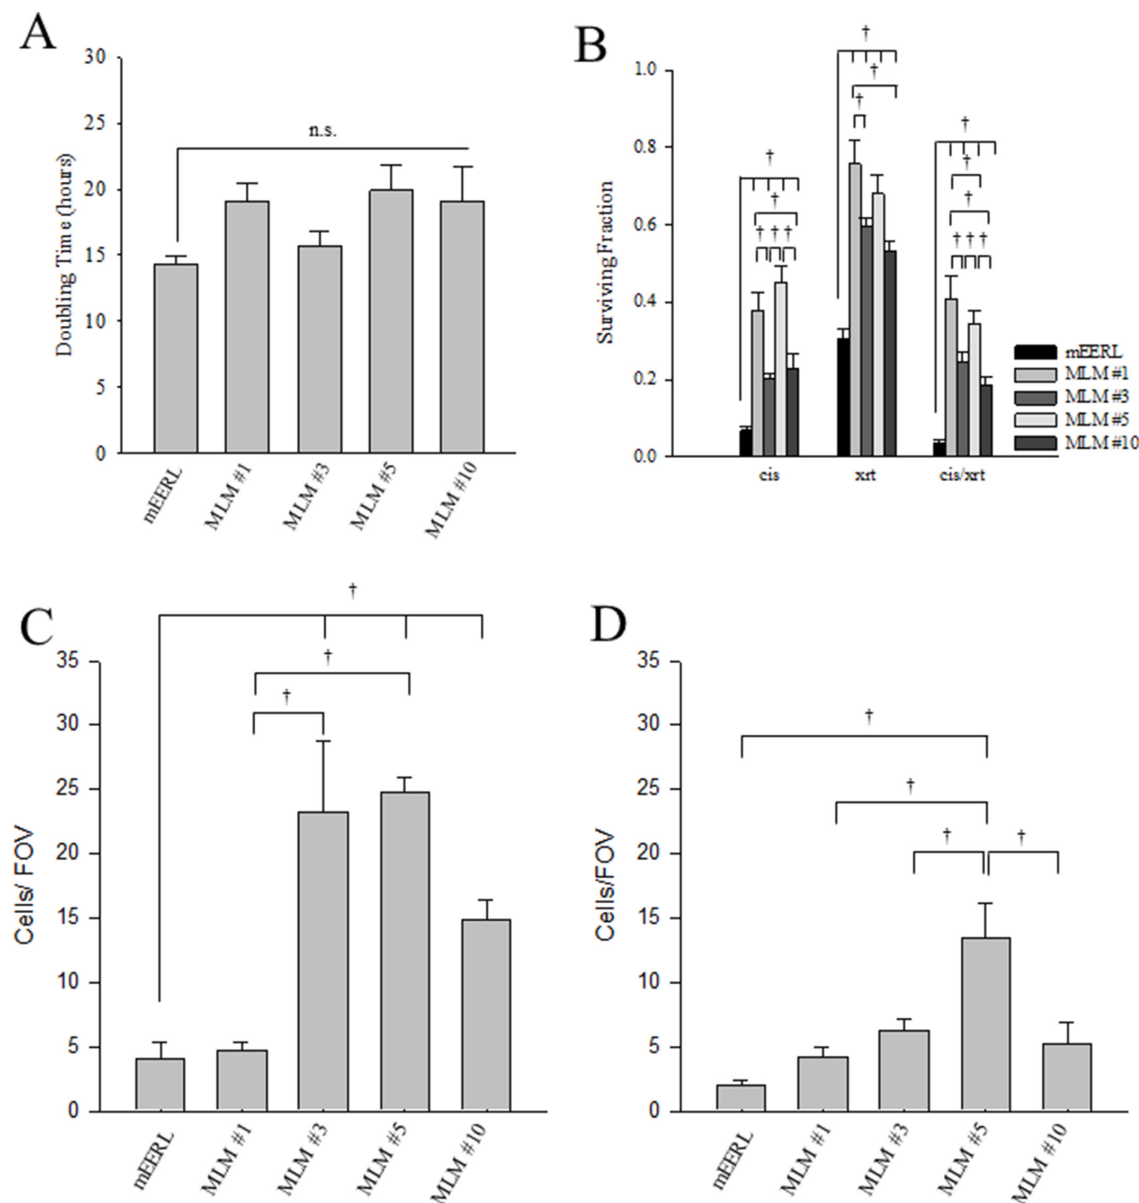 A
30
25
20
15
10
5
0
Doubling Time (hours)
n.s.
mEERL
MLM #1
MLM #3
MLM #5
MLM #10
B
1.0
0.8
0.6
0.4
0.2
0.0
Surviving Fraction
†
†
† † †
†
†
†
†
†
†
† † †
cis
xrt
cis/xrt
mEERL
MLM #1
MLM #3
MLM #5
MLM #10
C
35
30
25
20
15
10
5
0
Cells/ FOV
†
†
†
mEERL
MLM #1
MLM #3
MLM #5
MLM #10
D
35
30
25
20
15
10
5
0
Cells/FOV
†
†
†
†
mEERL
MLM #1
MLM #3
MLM #5
MLM #10